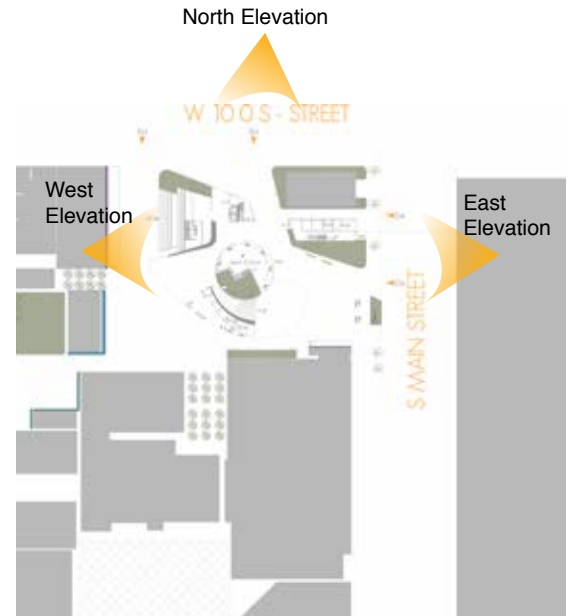 North Elevation
W 100 S - STREET
West
Elevation
East
Elevation
S MAIN STREET